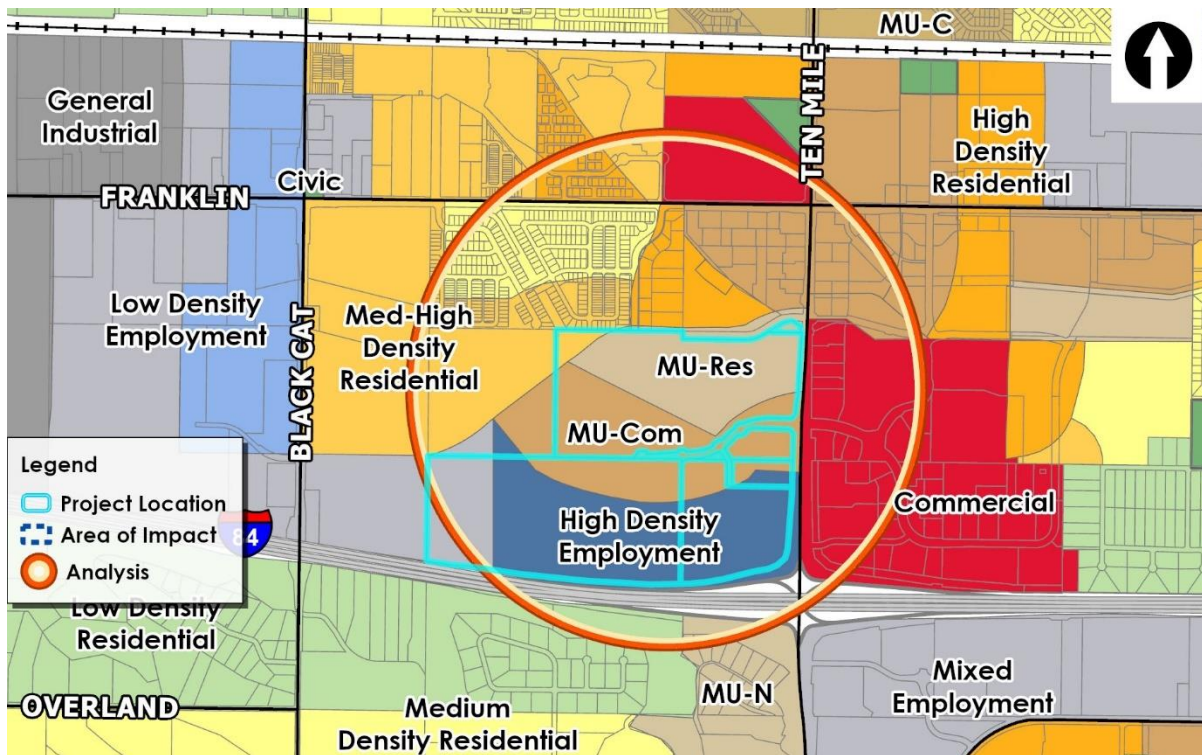 MU-C
TEN MILE
General
Industrial
High
Density
Residential
Civic
FRANKLIN
Low Density
Employment
BLACK CAT
Med-High
Density
Residential
MU-Res
MU-Com
Legend
Project Location
Area of Impact
Analysis
84
High Density
Employment
Commercial
Low Density
Residential
OVERLAND
Medium
Density Residential
MU-N
Mixed
Employment